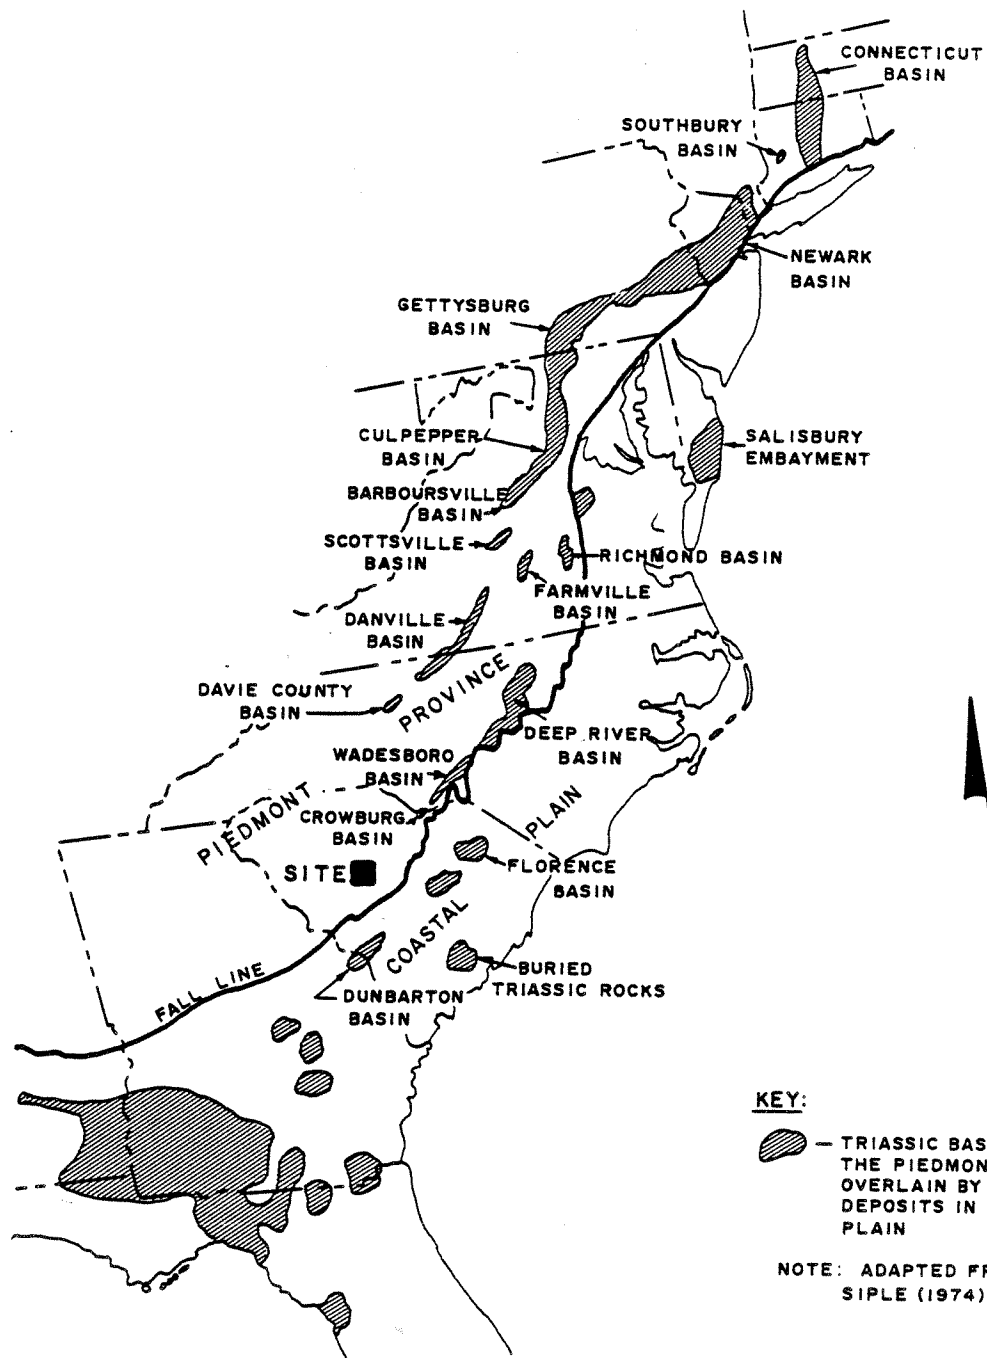 CONNECTICUT
BASIN
SOUTHBURY
BASIN
NEWARK
BASIN
GETTYSBURG
BASIN
CULPEPPER
BASIN
SALISBURY
EMBAYMENT
BARBOURSVILLE
BASIN
SCOTTSVILLE
BASIN
RICHMOND BASIN
FARMVILLE
BASIN
DANVILLE
BASIN
DAVIE COUNTY
BASIN
PROVINCE
DEEP RIVER
BASIN
WADESBORO
BASIN
CROWBURG
BASIN
PIEDMONT
PLAIN
SITE
FLORENCE
BASIN
COASTAL
BURIED
TRIASSIC ROCKS
FALL LINE
DUNBARTON
BASIN
KEY:
— TRIASSIC BAS
THE PIEDMON
OVERLAIN BY
DEPOSITS IN
PLAIN
NOTE: ADAPTED FR
SIPLE (1974)